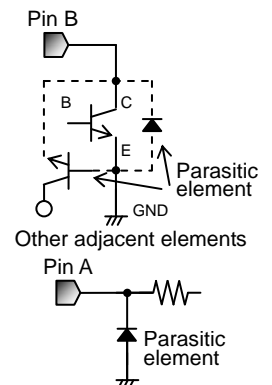 Pin B
B
C
E
Parasitic
element
GND
Other adjacent elements
Pin A
Parasitic
element